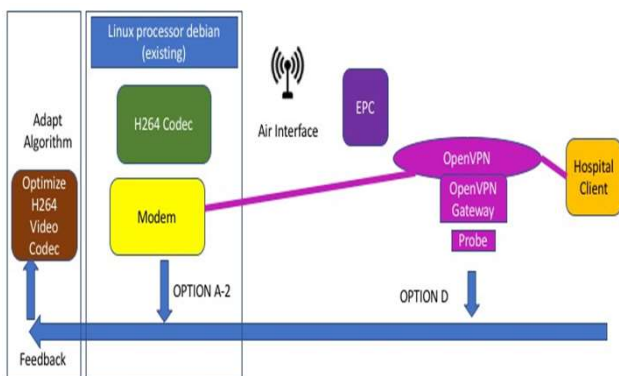 Linux processor debian
(existing)
Adapt
Algorithm
H264 Codec
Air Interface
EPC
OpenVPN
Optimize
H264
Video
Codec
Modem
OpenVPN
Gateway
Hospital
Client
Probe
OPTION A-2
OPTION D
Feedback